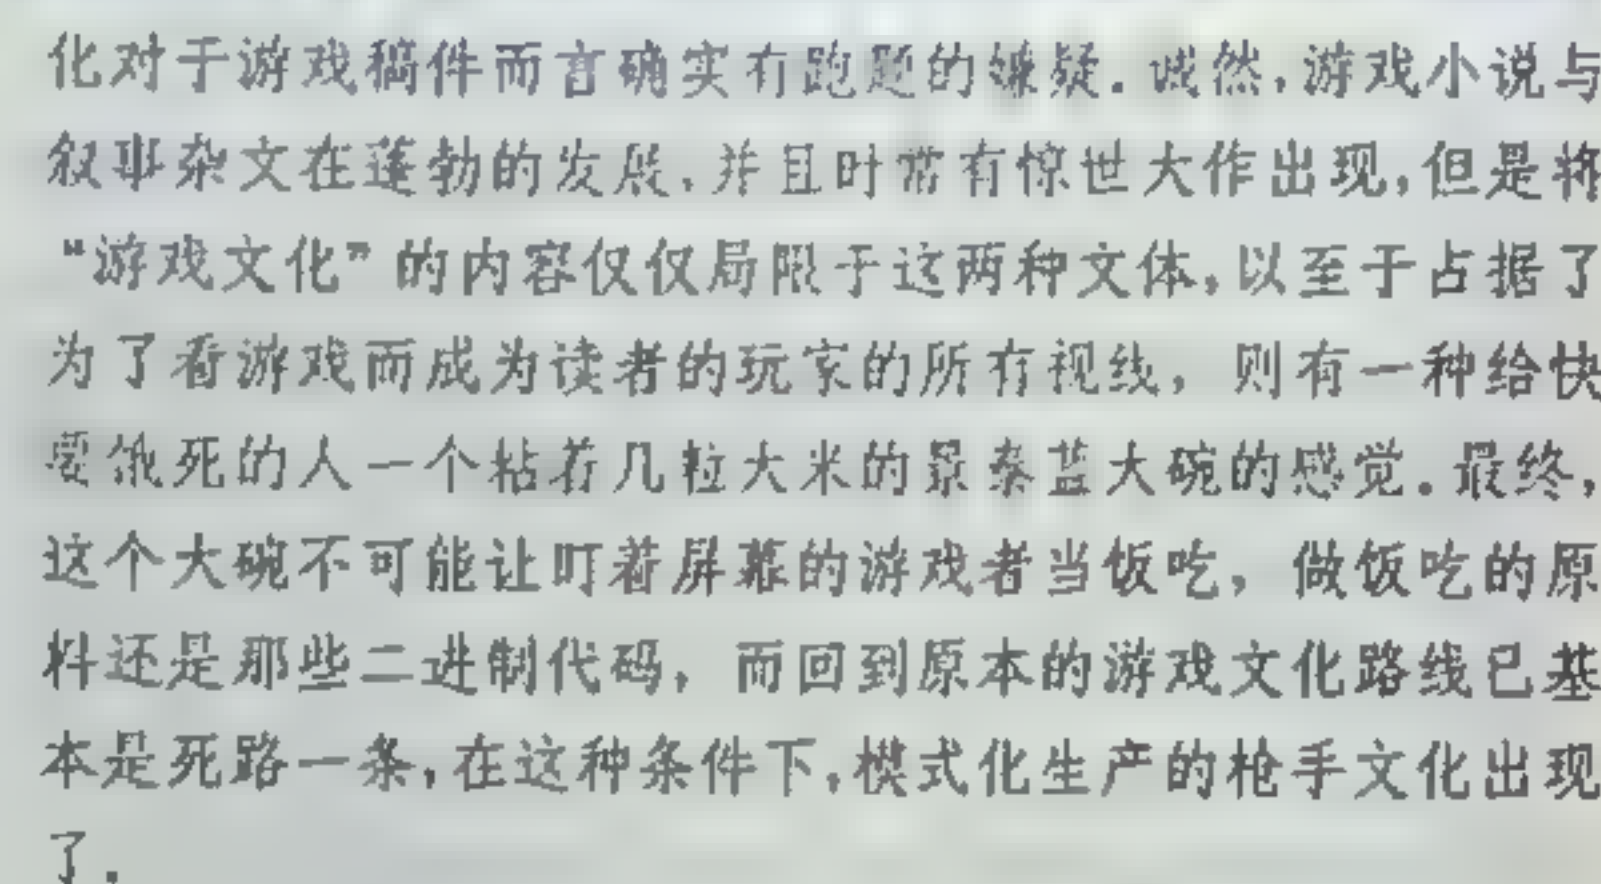 化对于游戏稿件而言确实有跑题的嫌疑．诚然，游戏小说与
叙事杂文在蓬勃的发展，并且时常有惊世大作出现，但是将
“游戏文化”的内容仅仅局限于这两种文体，以至于占据了
为了看游戏而成为读者的玩家的所有视线，则有一种给快
要饿死的人一个粘着几粒大米的景泰蓝大碗的感觉．最终，
这个大碗不可能让盯着屏幕的游戏者当饭吃，做饭吃的原
料还是那些二进制代码，而回到原本的游戏文化路线已基
本是死路一条，在这种条件下，模式化生产的枪手文化出现
了．